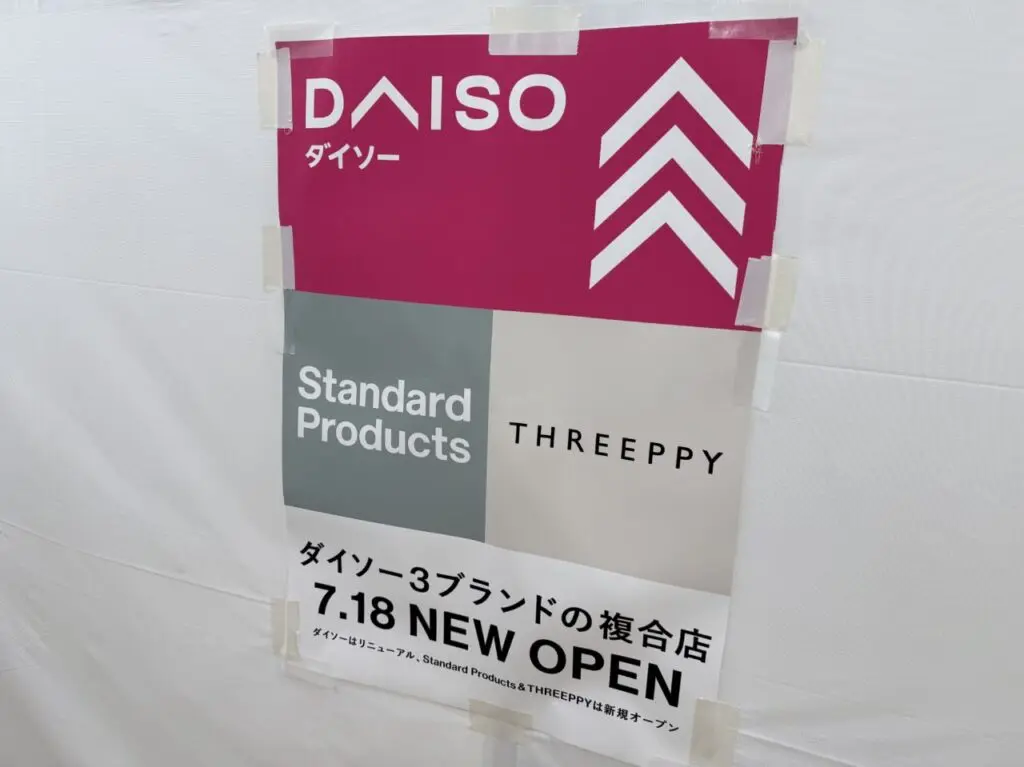 DAISO
ダイソー
Standard
Products
THREEPPY
ダイソー3ブランドの複合店
7.18 NEW OPEN
ダイソーはリニューアル、Standard Products & THREEPPYは新規オープン